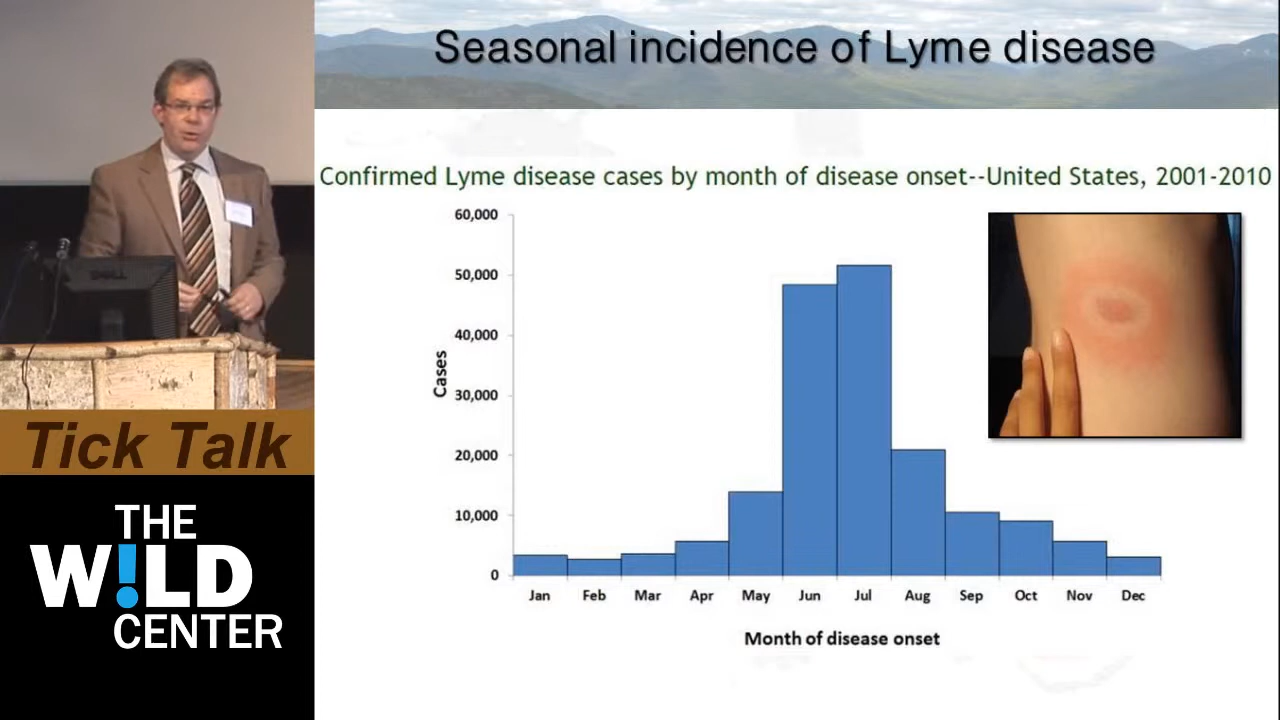 Seasonal incidence of Lyme disease
Confirmed Lyme disease cases by month of disease onset--United States, 2001-2010
60,000
50,000
40,000
30,000
20,000
10,000
0
Cases
Jan Feb Mar Apr May Jun Jul Aug Sep Oct Nov Dec
Month of disease onset
Tick Talk
THE
W!LD
CENTER